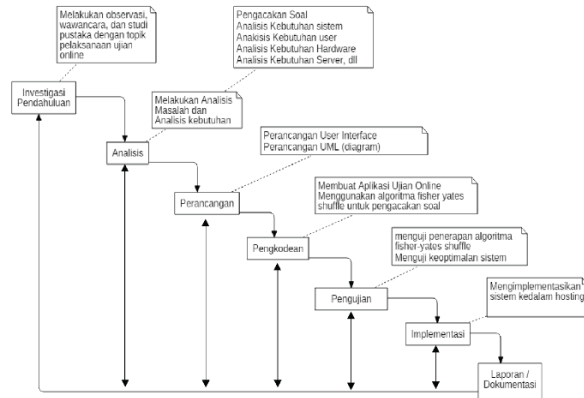 Melakukan observasi,
wawancara, dan studi
pustaka dengan topik
pelaksanaan ujian
online
Pengacakan Soal
Analisis Kebutuhan sistem
Anakisis Kebutuhan user
Analisis Kebutuhan Hardware
Analisis Kebutuhan Server, dll
Investigasi
Pendahuluan
Melakukan Analisis
Masalah dan
Analisis kebutuhan
Analisis
Perancangan User Interface
Perancangan UML (diagram)
Perancangan
Membuat Aplikasi Ujian Online
Menggunakan algoritma fisher yates
shuffle untuk pengacakan soal
Pengkodean
menguji penerapan algoritma
fisher-yates shuffle
Menguji keoptimalan sistem
Pengujian
Mengimplementasikan
sistem kedalam hosting
Implementasi
Laporan /
Dokumentasi